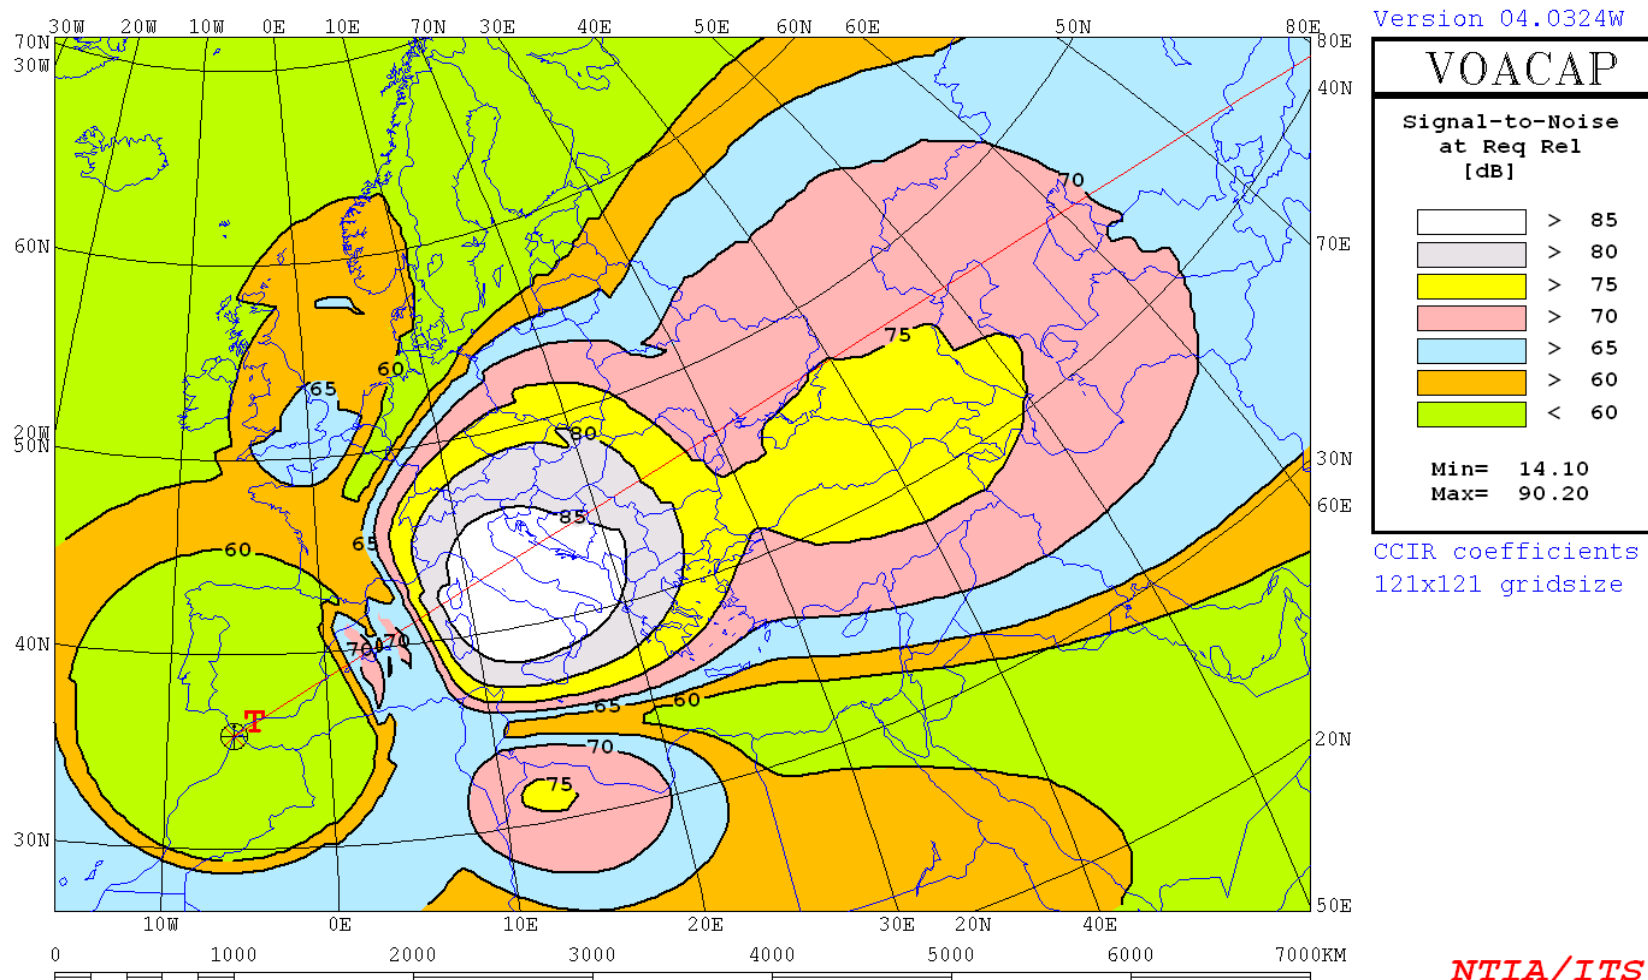 30W 20W 10W 0E 10E 70N 30E 40E 50E 60N 60E 50N 80E
70N
30W
80E
40N
70
60N
70E
75
60
65
20W
50N
80
30N
60E
85
65
60
40N
70 70
T
65 60
20N
70
75
30N
50E
10W 0E 10E 20E 30E 20N 40E
0 1000 2000 3000 4000 5000 6000 7000KM
Version 04.0324W
VOACAP
Signal-to-Noise
at Req Rel
[dB]
> 85
> 80
> 75
> 70
> 65
> 60
< 60
Min= 14.10
Max= 90.20
CCIR coefficients
121x121 gridsize
NTIA/ITS